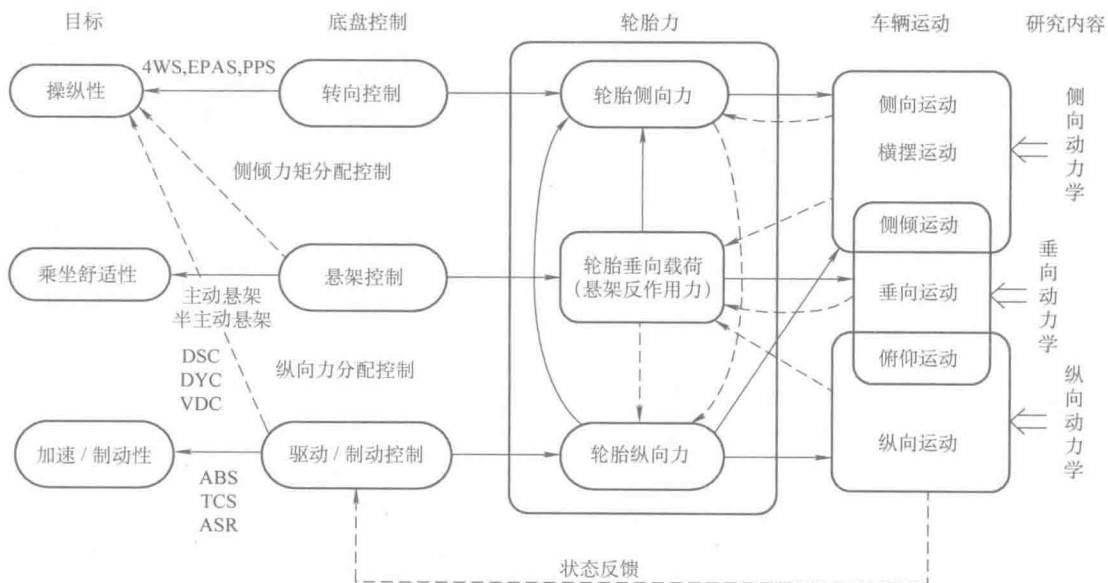 目标
底盘控制
轮胎力
车辆运动
研究内容
4WS,EPAS,PPS
操纵性
转向控制
轮胎侧向力
侧向运动
横摆运动
侧向动力学
侧倾力矩分配控制
侧倾运动
乘坐舒适性
悬架控制
轮胎垂向载荷
(悬架反作用力)
垂向运动
垂向动力学
主动悬架
半主动悬架
DSC
DYC
VDC
纵向力分配控制
俯仰运动
加速/制动性
驱动/制动控制
轮胎纵向力
纵向运动
纵向动力学
ABS
TCS
ASR
状态反馈